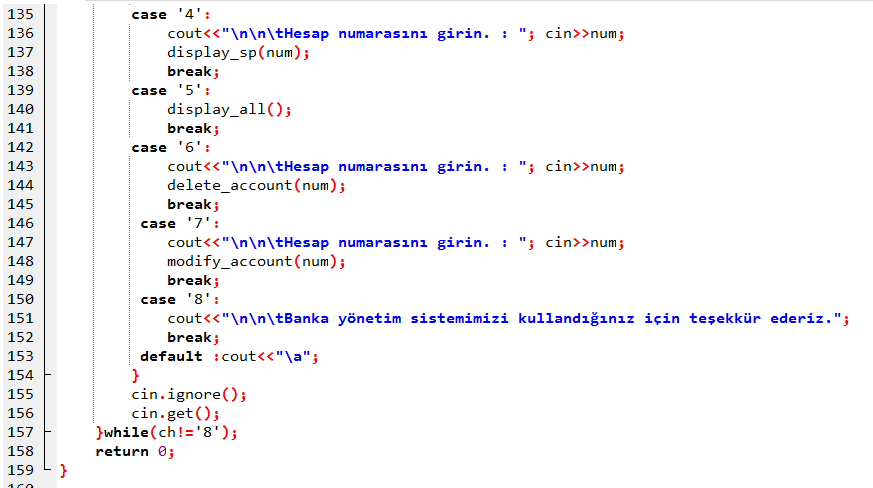 135 case '4':
136 cout<<"\n\n\tHesap numarasını girin. : "; cin>>num;
137 display_sp(num);
138 break;
139 case '5':
140 display_all();
141 break;
142 case '6':
143 cout<<"\n\n\tHesap numarasını girin. : "; cin>>num;
144 delete_account(num);
145 break;
146 case '7':
147 cout<<"\n\n\tHesap numarasını girin. : "; cin>>num;
148 modify_account(num);
149 break;
150 case '8':
151 cout<<"\n\n\tBanka yönetim sistemimizi kullandığınız için teşekkür ederiz.";
152 break;
153 default :cout<<"\a";
154 }
155 cin.ignore();
156 cin.get();
157 }while(ch!='8');
158 return 0;
159 }